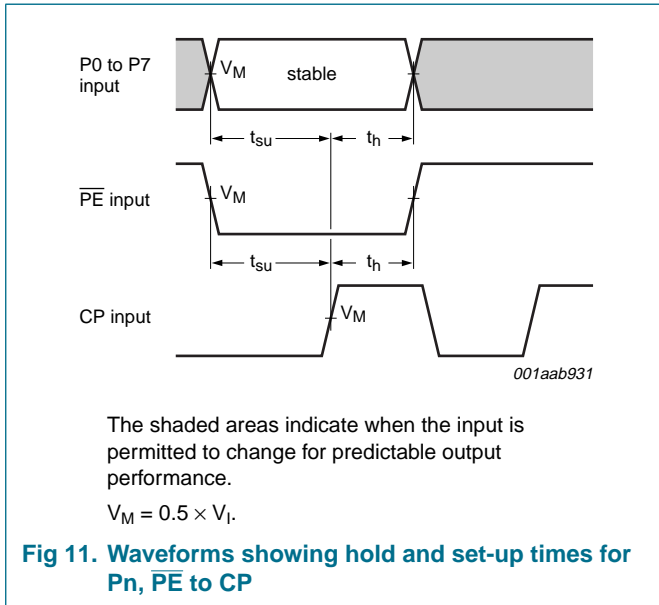 P0 to P7
input
V_M
stable
t_su
t_h
P̅E̅ input
V_M
t_su
t_h
CP input
V_M
001aab931
The shaded areas indicate when the input is
permitted to change for predictable output
performance.
V_M = 0.5 × V_I.
Fig 11. Waveforms showing hold and set-up times for
Pn, P̅E̅ to CP